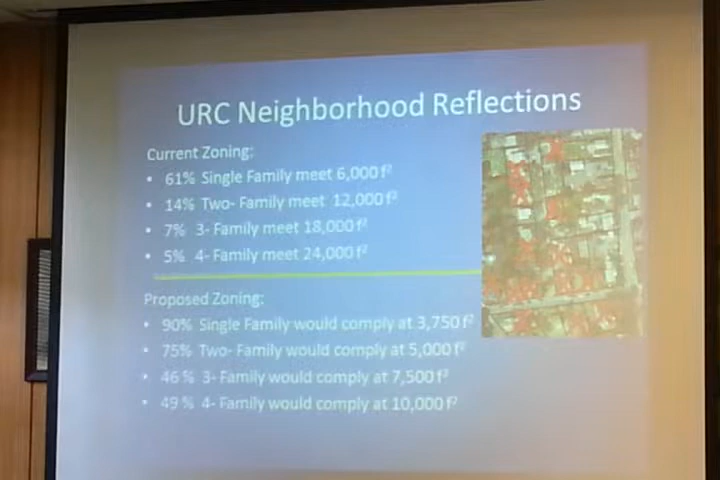 URC Neighborhood Reflections
Current Zoning:
• 61% Single Family meet 6,000 f²
• 14% Two- Family meet 12,000 f²
• 7% 3- Family meet 18,000 f²
• 5% 4- Family meet 24,000 f²
Proposed Zoning:
• 90% Single Family would comply at 3,750 f²
• 75% Two- Family would comply at 5,000 f²
• 46 % 3- Family would comply at 7,500 f²
• 49 % 4- Family would comply at 10,000 f²